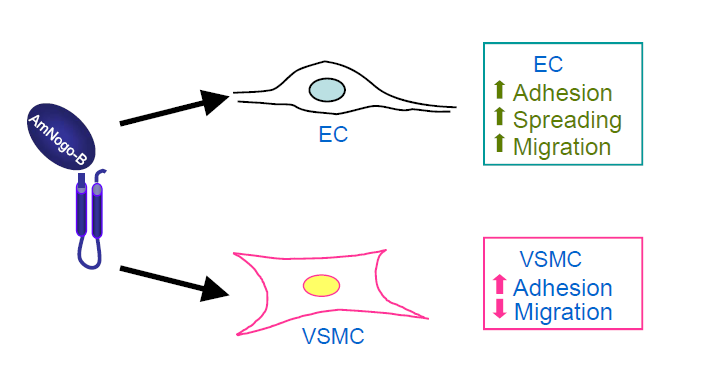 AmNogo-B
EC
EC
Adhesion
Spreading
Migration
VSMC
VSMC
Adhesion
Migration